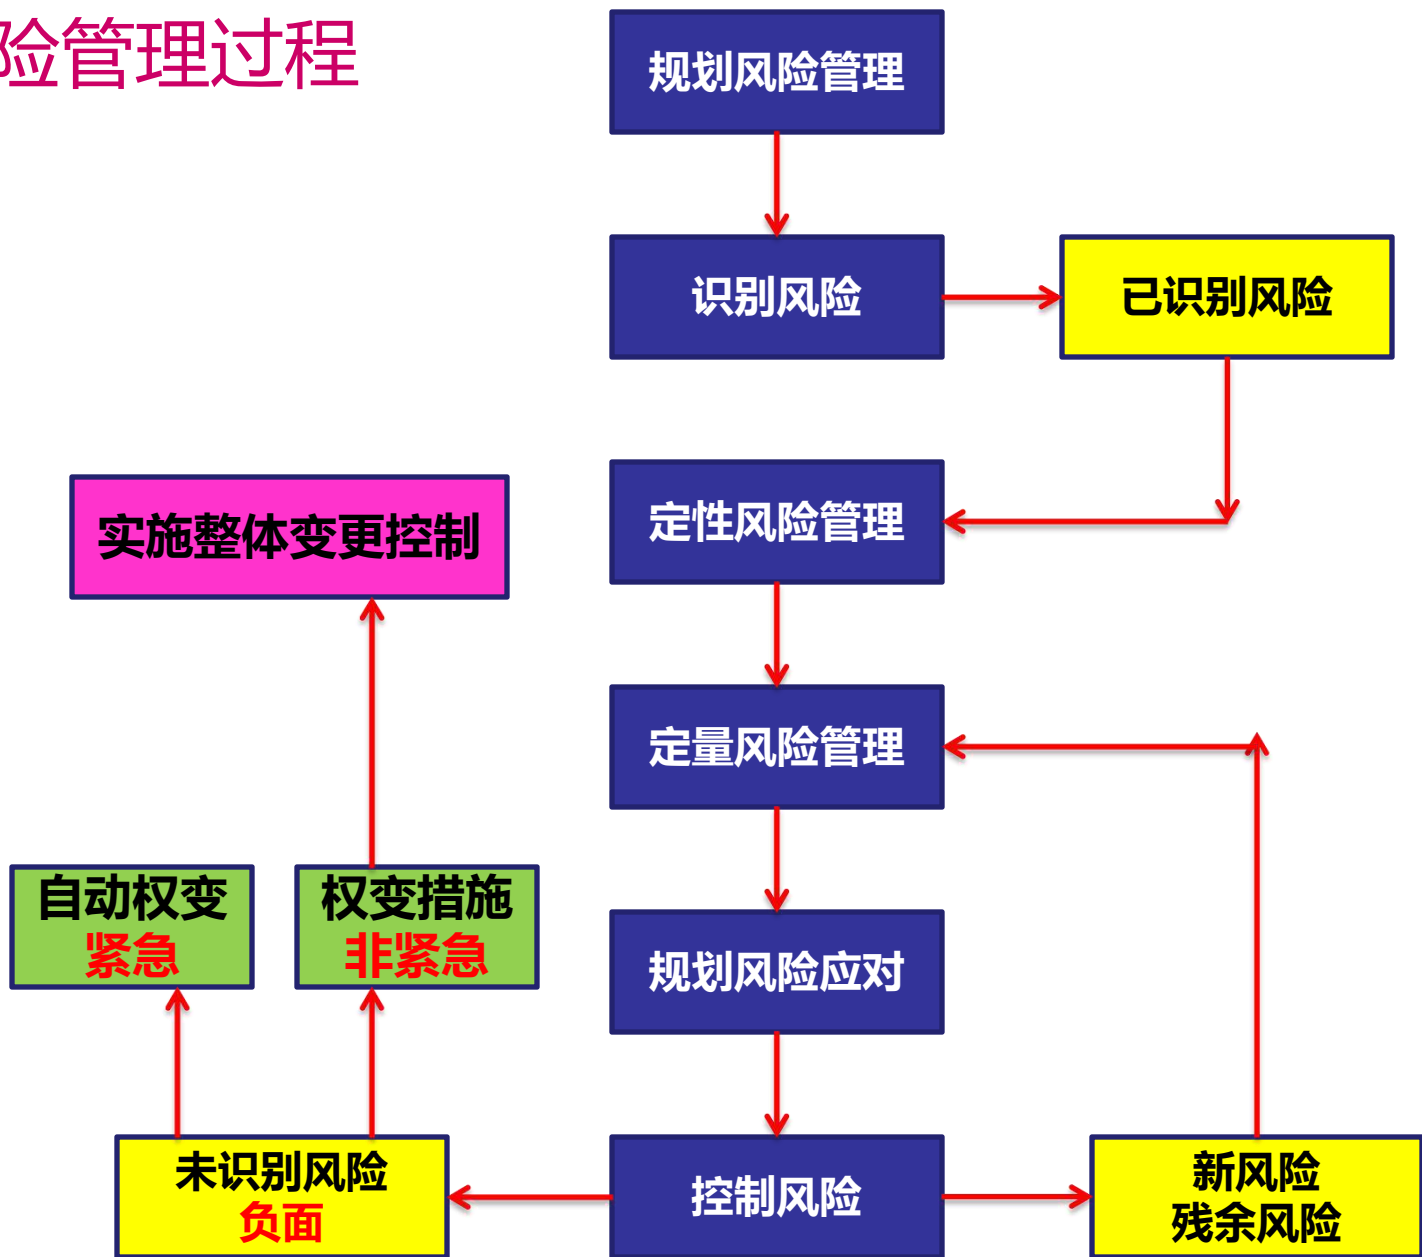 险管理过程
规划风险管理
识别风险
已识别风险
定性风险管理
实施整体变更控制
定量风险管理
自动权变
紧急
权变措施
非紧急
规划风险应对
未识别风险
负面
控制风险
新风险
残余风险